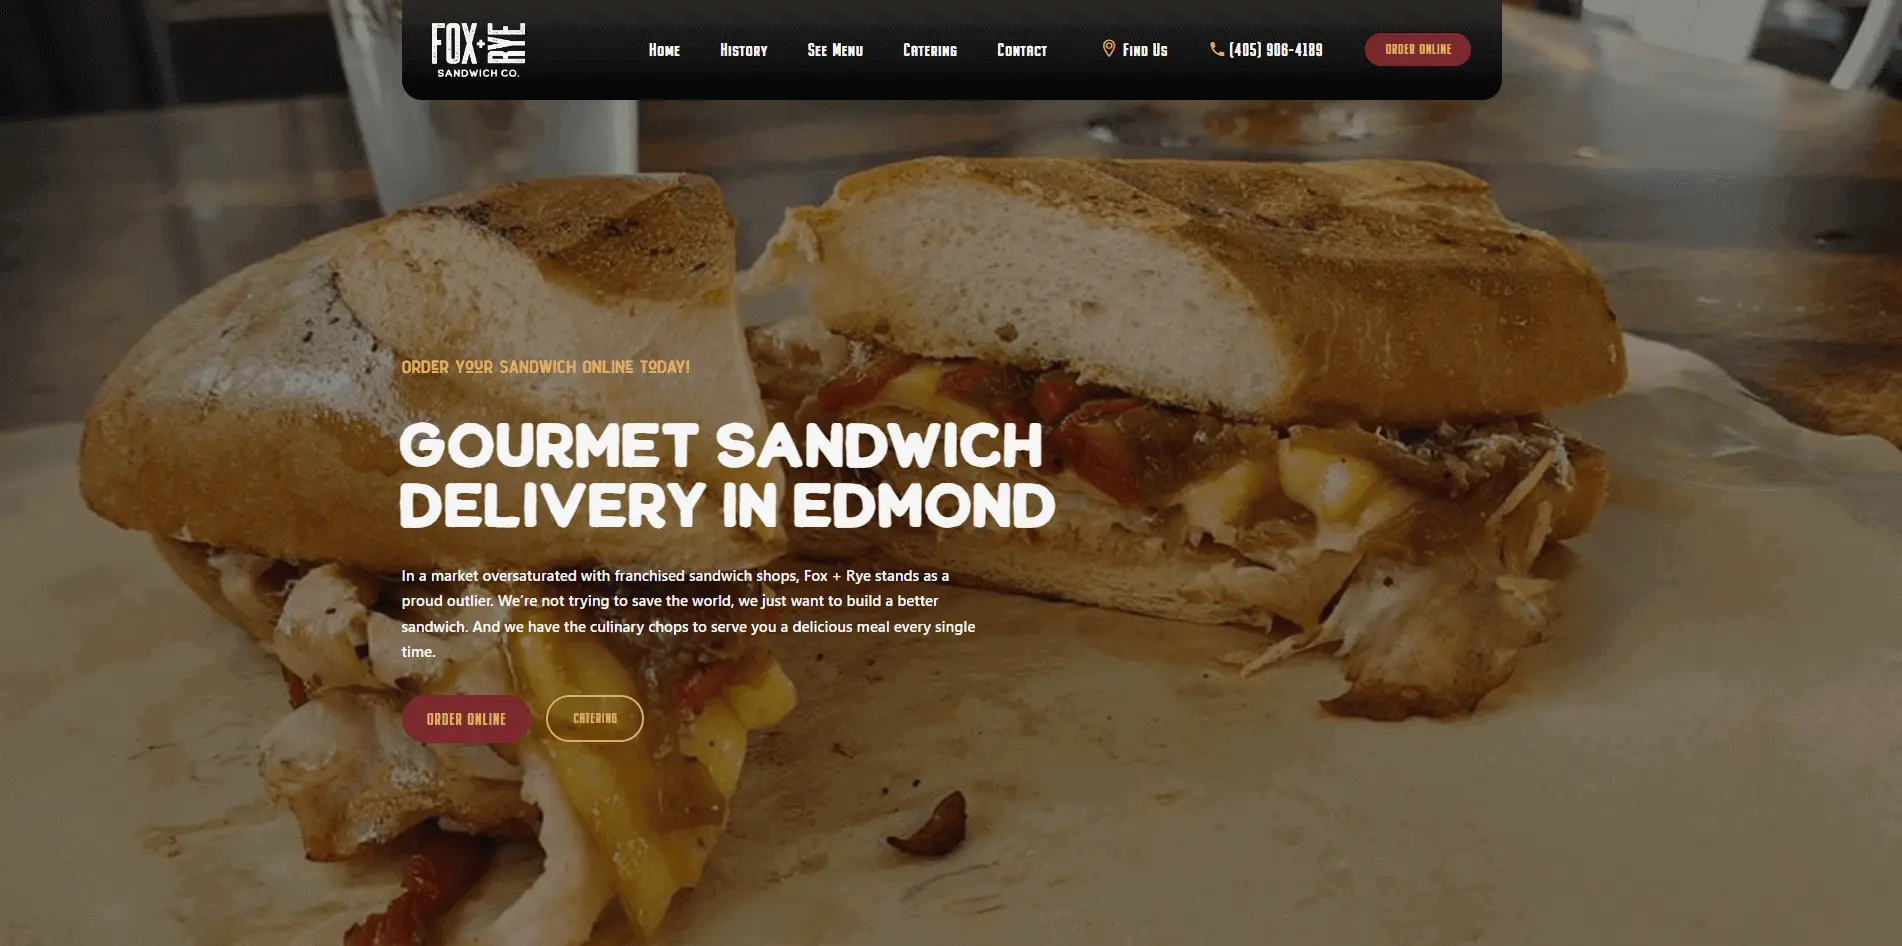 FOX + RYE
SANDWICH CO.
Home
History
See Menu
Catering
Contact
Find Us
(405) 906-4189
ORDER ONLINE
ORDER YOUR SANDWICH ONLINE TODAY!
GOURMET SANDWICH
DELIVERY IN EDMOND
In a market oversaturated with franchised sandwich shops, Fox + Rye stands as a
proud outlier. We're not trying to save the world, we just want to build a better
sandwich. And we have the culinary chops to serve you a delicious meal every single
time.
ORDER ONLINE
CATERING